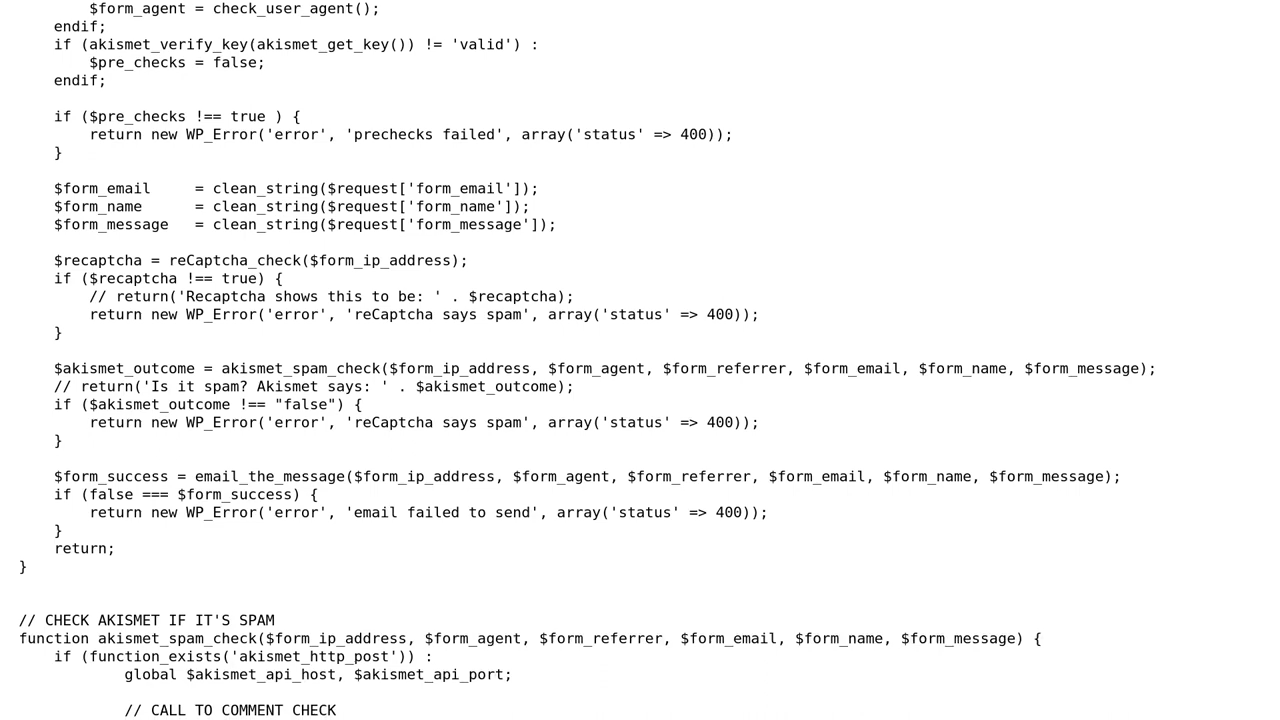 $form_agent = check_user_agent();
endif;
if (akismet_verify_key(akismet_get_key()) != 'valid') :
$pre_checks = false;
endif;
if ($pre_checks !== true ) {
return new WP_Error('error', 'prechecks failed', array('status' => 400));
}
$form_email     = clean_string($request['form_email']);
$form_name      = clean_string($request['form_name']);
$form_message   = clean_string($request['form_message']);
$recaptcha = reCaptcha_check($form_ip_address);
if ($recaptcha !== true) {
// return('Recaptcha shows this to be: ' . $recaptcha);
return new WP_Error('error', 'reCaptcha says spam', array('status' => 400));
}
$akismet_outcome = akismet_spam_check($form_ip_address, $form_agent, $form_referrer, $form_email, $form_name, $form_message);
// return('Is it spam? Akismet says: ' . $akismet_outcome);
if ($akismet_outcome !== "false") {
return new WP_Error('error', 'reCaptcha says spam', array('status' => 400));
}
$form_success = email_the_message($form_ip_address, $form_agent, $form_referrer, $form_email, $form_name, $form_message);
if (false === $form_success) {
return new WP_Error('error', 'email failed to send', array('status' => 400));
}
return;
}
// CHECK AKISMET IF IT'S SPAM
function akismet_spam_check($form_ip_address, $form_agent, $form_referrer, $form_email, $form_name, $form_message) {
if (function_exists('akismet_http_post')) :
global $akismet_api_host, $akismet_api_port;
// CALL TO COMMENT CHECK